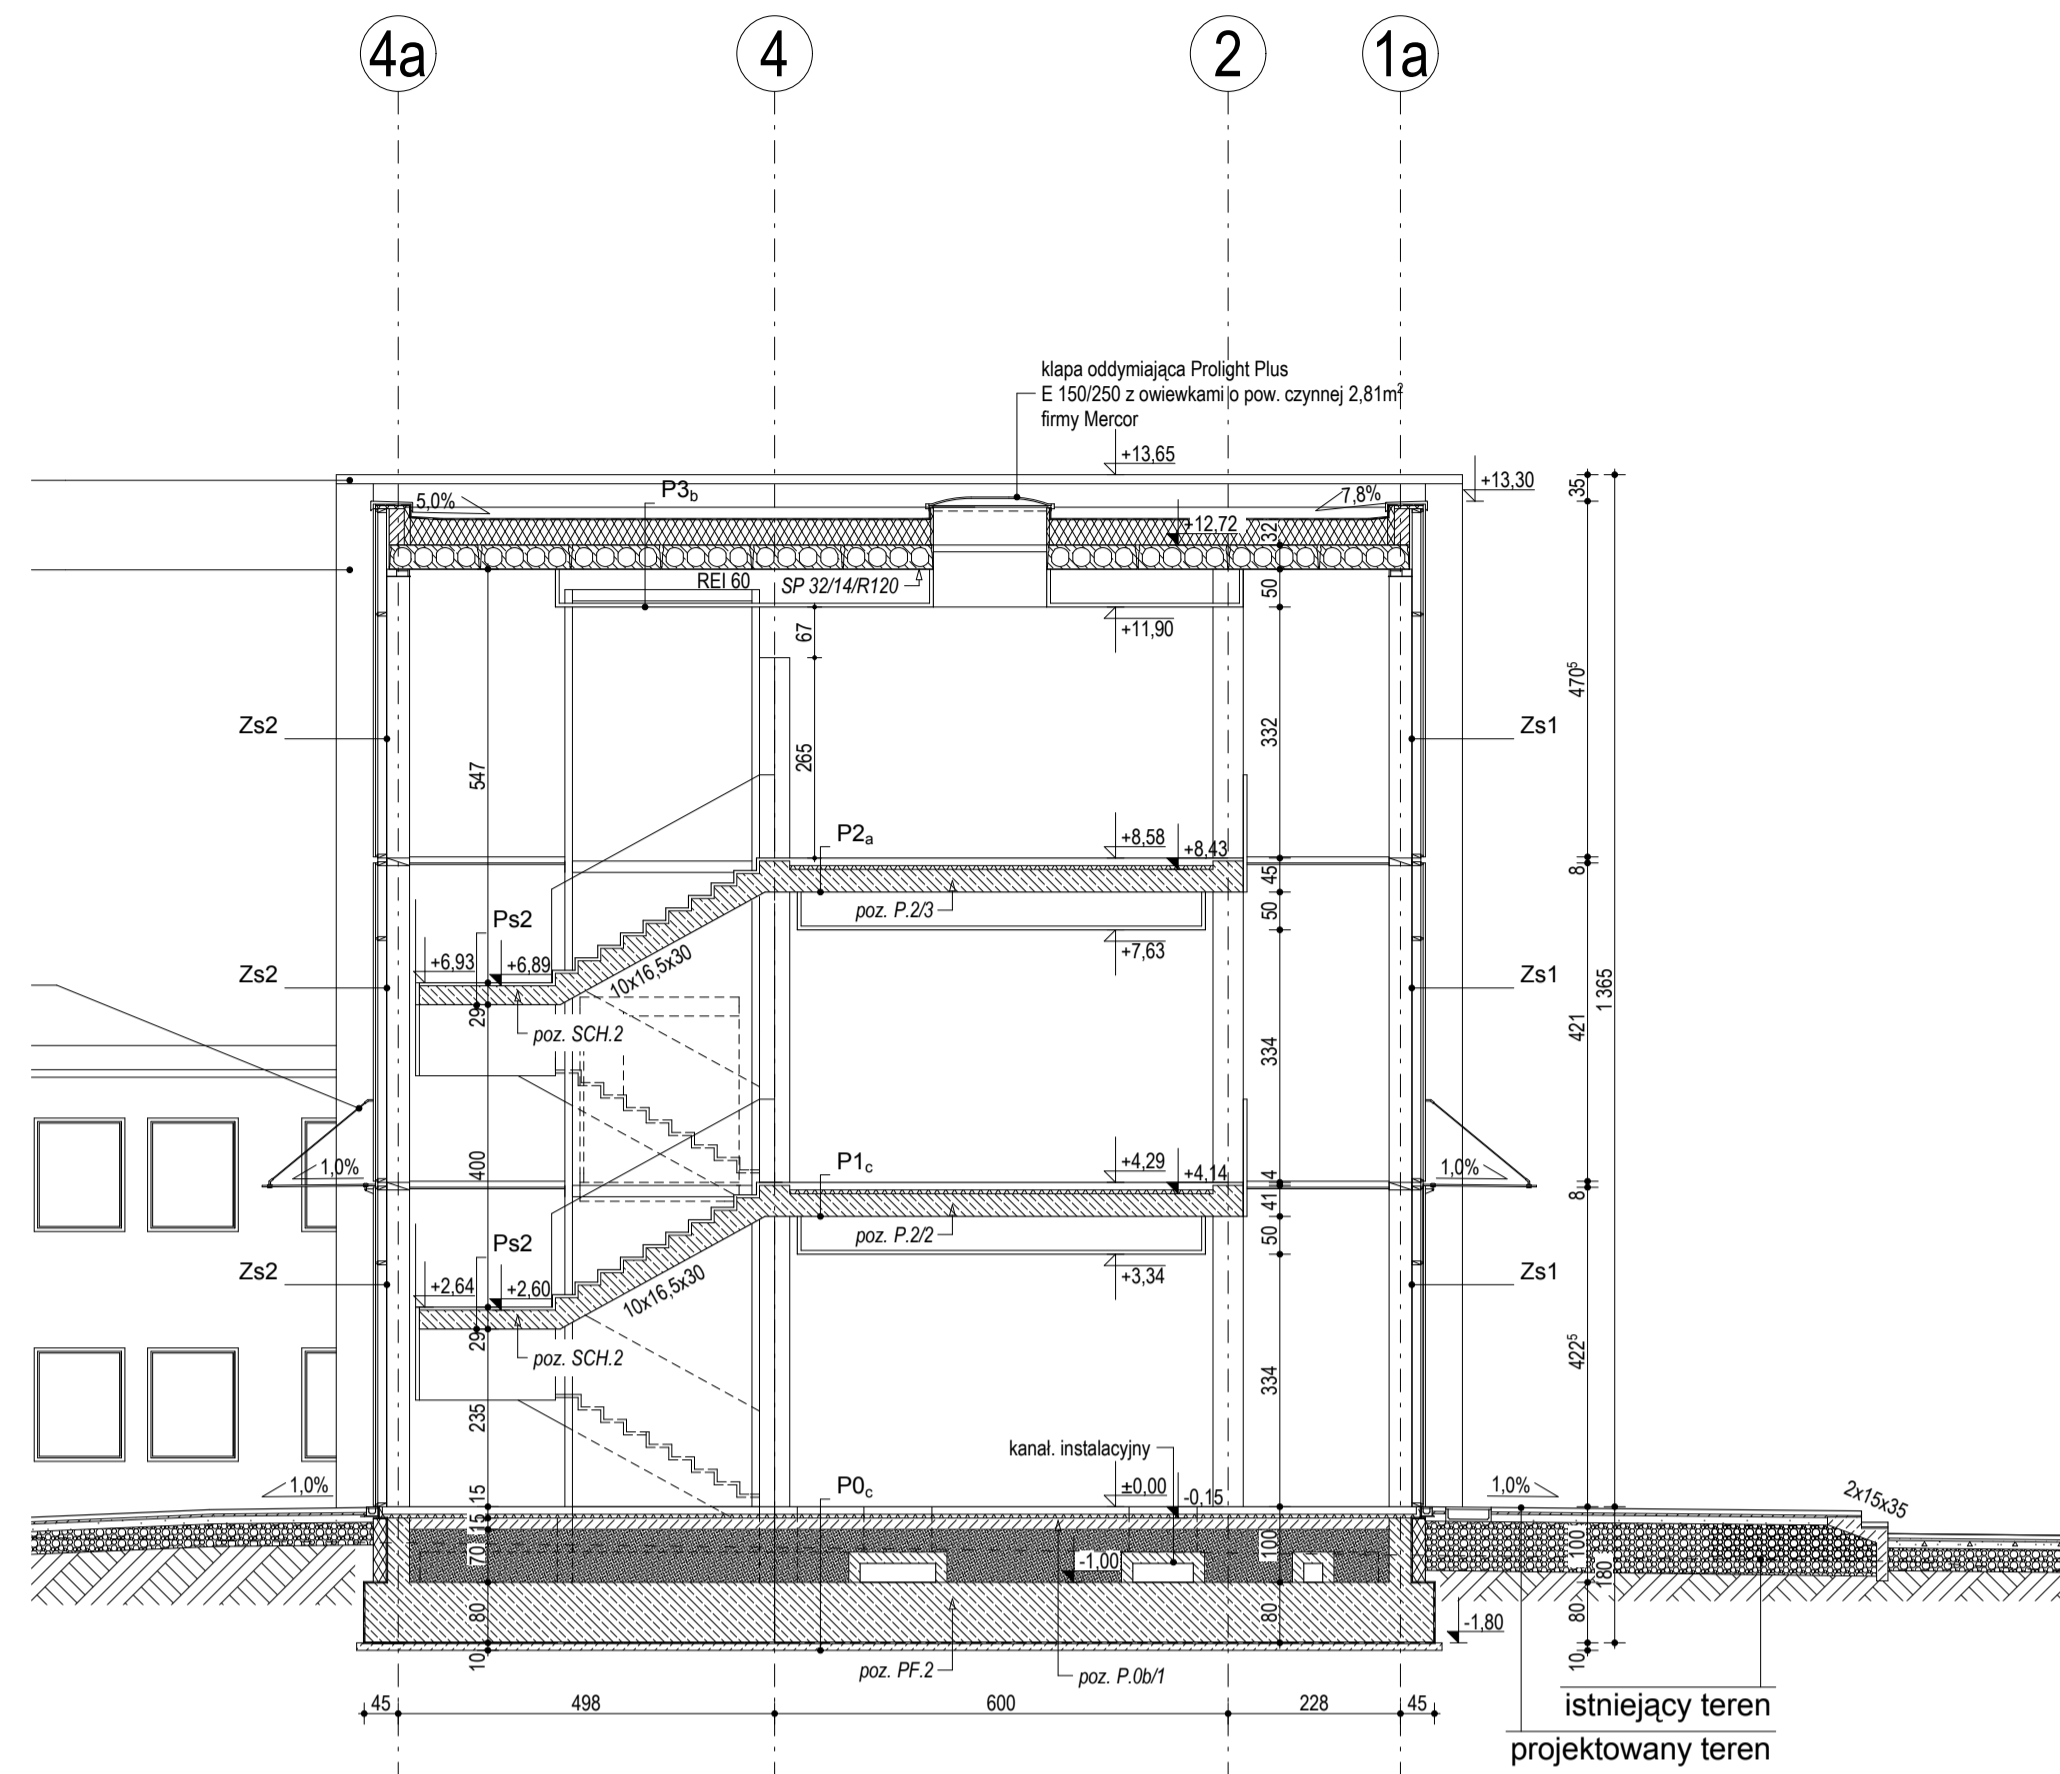 4a
4
2
1a
klapa oddymiająca Prolight Plus
E 150/250 z owiewkami o pow. czynnej 2,81m²
firmy Mercor
+13,65
+13,30
35
5,0%
P3b
7,8%
+12,72
32
REI 60
SP 32/14/R120
50
67
+11,90
470⁵
Zs2
Zs1
547
265
332
P2a
+8,58
+8,43
8
45
Ps2
poz. P.2/3
50
+6,93
+6,89
+7,63
Zs2
10x16,5x30
Zs1
29
poz. SCH.2
334
421
1 365
1,0%
400
P1c
+4,29
+4,14
4
1,0%
8
41
Ps2
poz. P.2/2
50
Zs2
+2,64
+2,60
10x16,5x30
+3,34
Zs1
29
poz. SCH.2
334
422⁵
235
kanał. instalacyjny
1,0%
15
P0c
±0,00
-0,15
1,0%
2x15x35
15
70
-1,00
100
100
180
80
80
80
-1,80
10
poz. PF.2
poz. P.0b/1
10
45
498
600
228
45
istniejący teren
projektowany teren